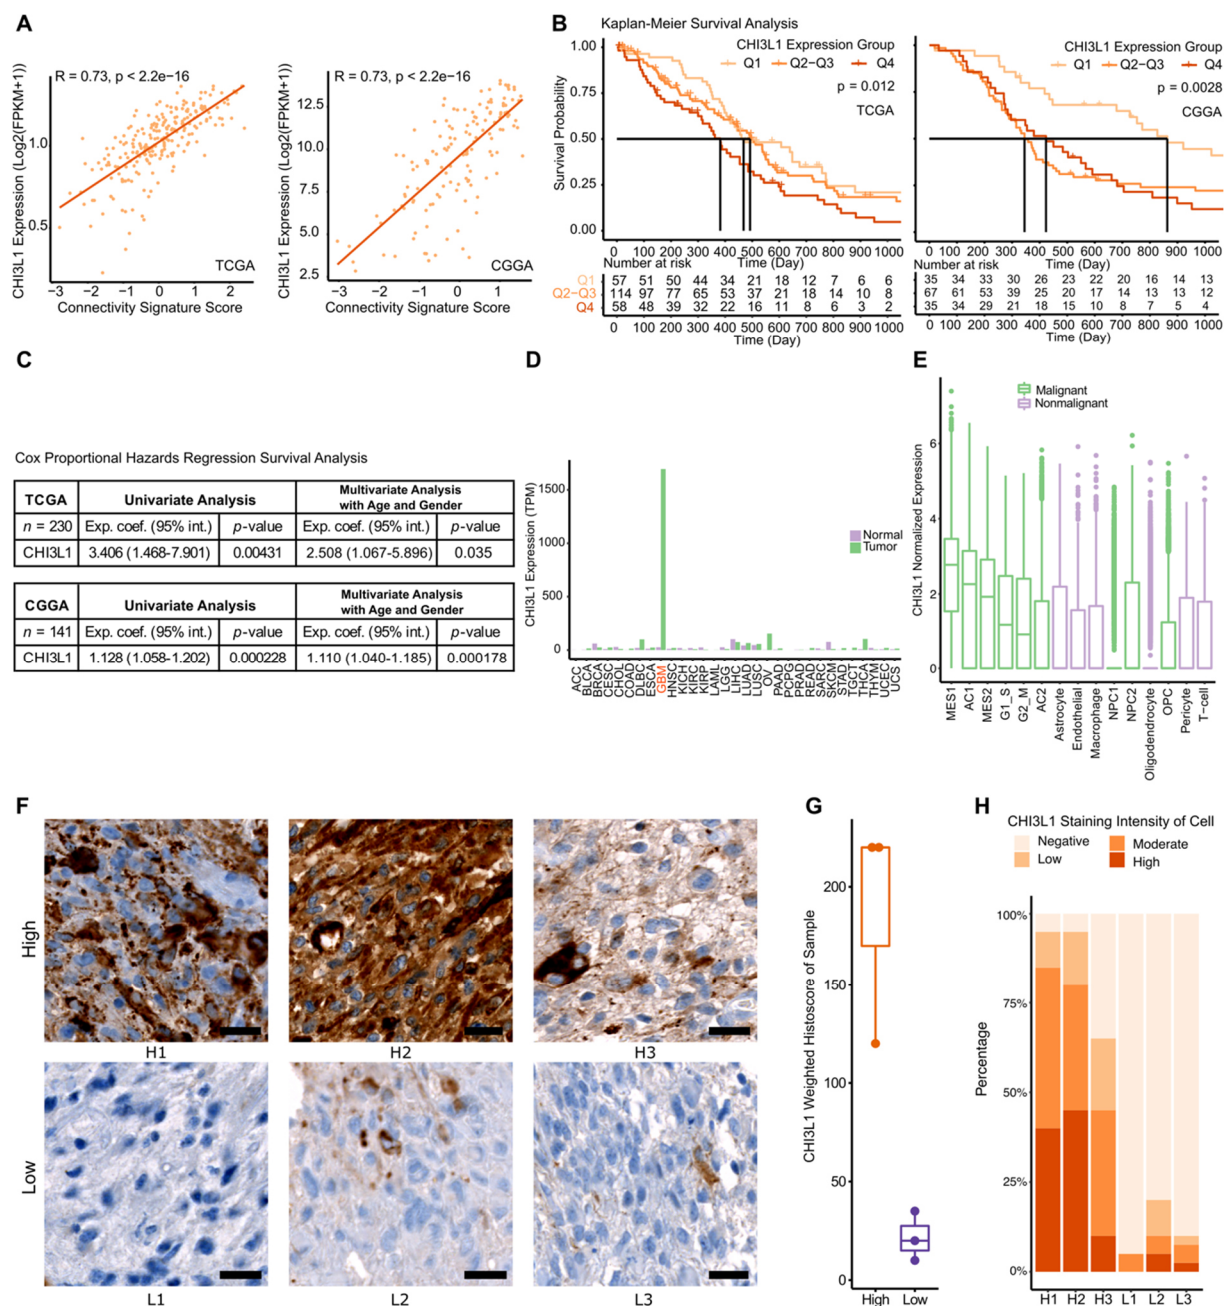 A
R = 0.73, p < 2.2e−16
CHI3L1 Expression (Log2(FPKM+1))
1.0
0.5
TCGA
−3 −2 −1 0 1 2
Connectivity Signature Score
R = 0.73, p < 2.2e−16
CHI3L1 Expression (Log2(FPKM+1))
12.5
10.0
7.5
5.0
2.5
CGGA
−3 −2 −1 0 1
Connectivity Signature Score
B
Kaplan-Meier Survival Analysis
CHI3L1 Expression Group
Q1 Q2−Q3 Q4
p = 0.012
TCGA
Survival Probability
1.00
0.75
0.50
0.25
0.00
0 100 200 300 400 500 600 700 800 900 1000
Number at risk Time (Day)
Q1 57 51 50 44 34 21 18 12 7 6 6
Q2−Q3 114 97 77 65 53 37 21 18 14 10 8
Q4 58 48 39 32 22 16 11 8 6 3 2
0 100 200 300 400 500 600 700 800 900 1000
Time (Day)
CHI3L1 Expression Group
Q1 Q2−Q3 Q4
p = 0.0028
CGGA
0 100 200 300 400 500 600 700 800 900 1000
Number at risk Time (Day)
35 34 33 30 26 23 22 20 16 14 13
67 61 53 39 25 20 17 14 13 13 12
35 34 29 21 18 15 10 8 7 5 4
0 100 200 300 400 500 600 700 800 900 1000
Time (Day)
C
Cox Proportional Hazards Regression Survival Analysis
TCGA Univariate Analysis Multivariate Analysis with Age and Gender
n = 230 Exp. coef. (95% int.) p-value Exp. coef. (95% int.) p-value
CHI3L1 3.406 (1.468-7.901) 0.00431 2.508 (1.067-5.896) 0.035
CGGA Univariate Analysis Multivariate Analysis with Age and Gender
n = 141 Exp. coef. (95% int.) p-value Exp. coef. (95% int.) p-value
CHI3L1 1.128 (1.058-1.202) 0.000228 1.110 (1.040-1.185) 0.000178
D
CHI3L1 Expression (TPM)
1500
1000
500
0
Normal
Tumor
ACC BLCA BRCA CESC CHOL COAD DLBC ESCA GBM HNSC KICH KIRC KIRP LAML LGG LIHC LUAD LUSC OV PAAD PCPG PRAD READ SARC SKCM STAD TGCT THCA THYM UCEC UCS
E
Malignant
Nonmalignant
CHI3L1 Normalized Expression
6
4
2
0
MES1 AC1 MES2 G1_S G2_M AC2 Astrocyte Endothelial Macrophage NPC1 NPC2 Oligodendrocyte OPC Pericyte T−cell
F
High
H1 H2 H3
Low
L1 L2 L3
G
CHI3L1 Weighted Histoscore of Sample
200
150
100
50
0
High Low
H
CHI3L1 Staining Intensity of Cell
Negative Moderate
Low High
Percentage
100%
75%
50%
25%
0%
H1 H2 H3 L1 L2 L3